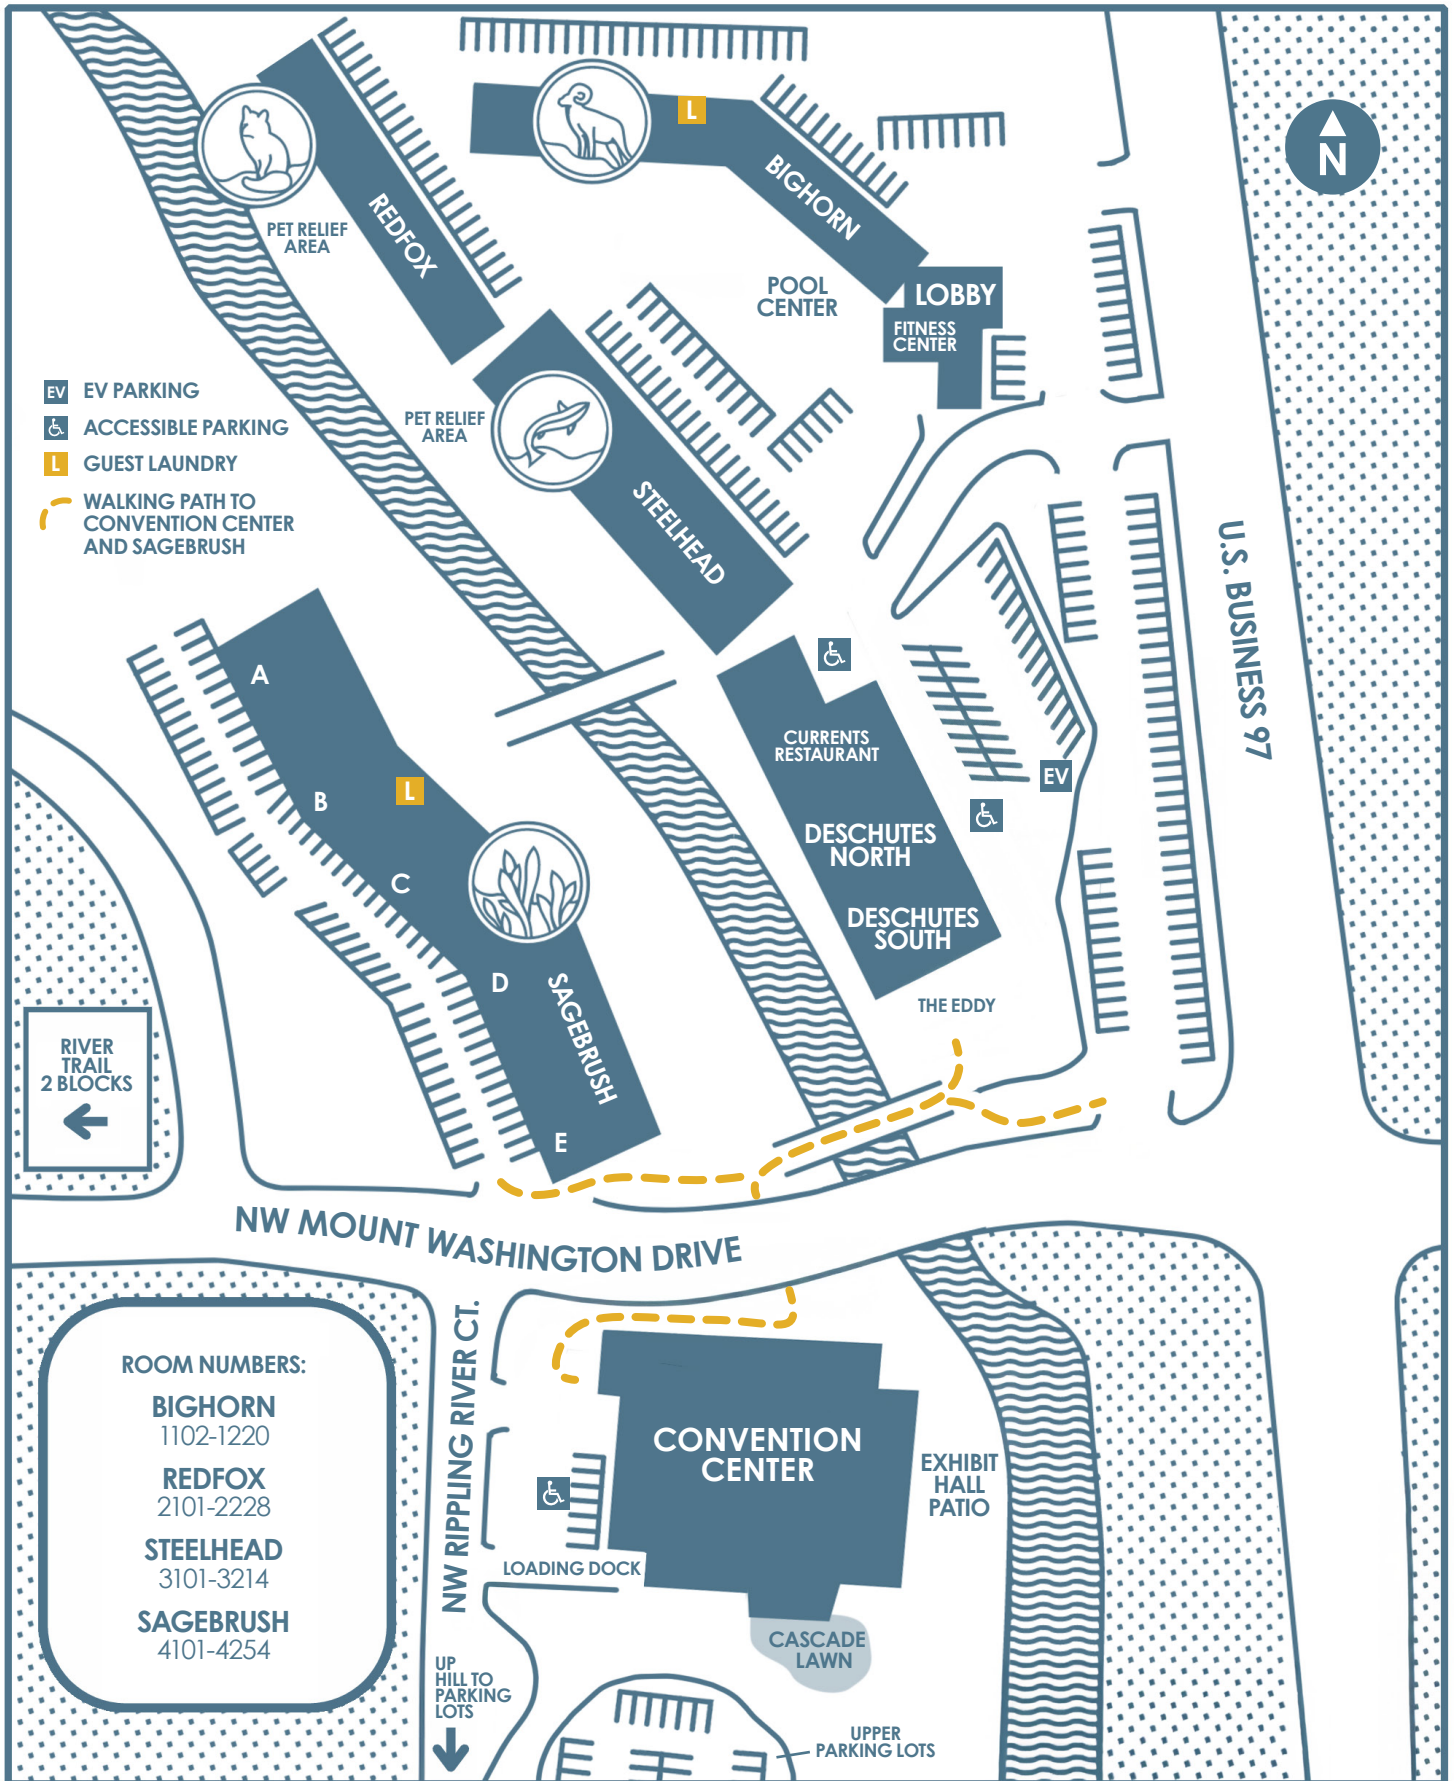 L
N
BIGHORN
REDFOX
PET RELIEF
AREA
POOL
CENTER
LOBBY
FITNESS
CENTER
EV EV PARKING
ACCESSIBLE PARKING
L GUEST LAUNDRY
WALKING PATH TO
CONVENTION CENTER
AND SAGEBRUSH
PET RELIEF
AREA
STEELHEAD
U.S. BUSINESS 97
A
B
L
C
D
SAGEBRUSH
E
CURRENTS
RESTAURANT
EV
DESCHUTES
NORTH
DESCHUTES
SOUTH
THE EDDY
RIVER
TRAIL
2 BLOCKS
NW MOUNT WASHINGTON DRIVE
NW RIPPLING RIVER CT.
ROOM NUMBERS:
BIGHORN
1102-1220
REDFOX
2101-2228
STEELHEAD
3101-3214
SAGEBRUSH
4101-4254
CONVENTION
CENTER
EXHIBIT
HALL
PATIO
LOADING DOCK
CASCADE
LAWN
UP
HILL TO
PARKING
LOTS
UPPER
PARKING LOTS